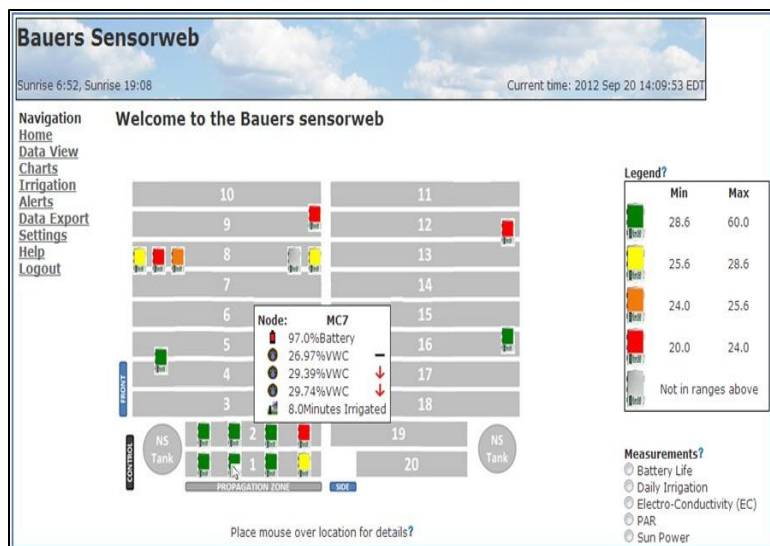 Bauers Sensorweb
Sunrise 6:52, Sunrise 19:08
Current time: 2012 Sep 20 14:09:53 EDT
Navigation
Home
Data View
Charts
Irrigation
Alerts
Data Export
Settings
Help
Logout
Welcome to the Bauers sensorweb
10
11
9
12
8
13
7
14
6
15
5
16
4
17
3
18
2
19
1
20
Node: MC7
97.0%Battery
26.97%VWC
29.39%VWC
29.74%VWC
8.0Minutes Irrigated
FRONT
CONTROL
NS Tank
NS Tank
PROPAGATION ZONE
SIDE
Place mouse over location for details?
Legend?
Min Max
28.6 60.0
25.6 28.6
24.0 25.6
20.0 24.0
Not in ranges above
Measurements?
Battery Life
Daily Irrigation
Electro-Conductivity (EC)
PAR
Sun Power